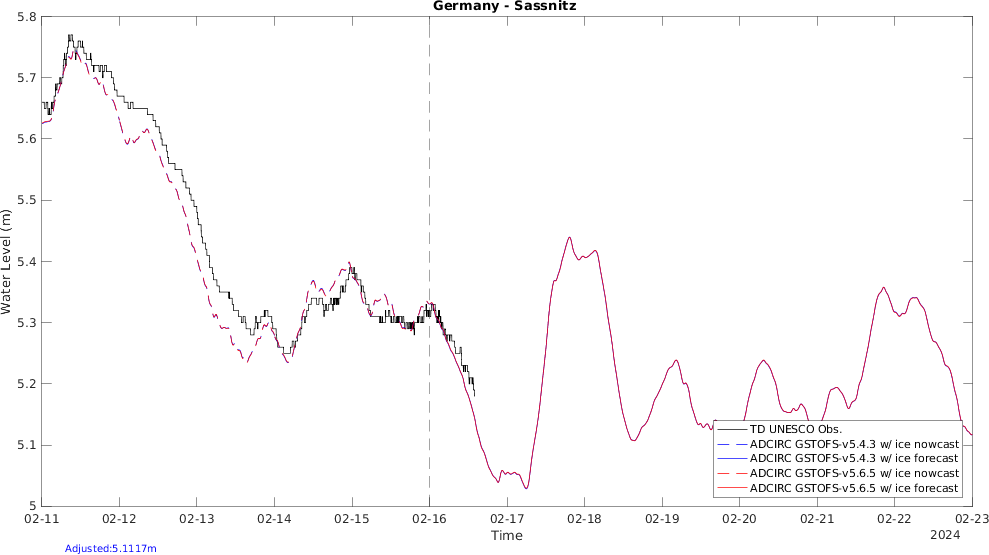 Germany - Sassnitz
5.8
5.7
5.6
5.5
5.4
5.3
5.2
5.1
5
Water Level (m)
TD UNESCO Obs.
ADCIRC GSTOFS-v5.4.3 w/ ice nowcast
ADCIRC GSTOFS-v5.4.3 w/ ice forecast
ADCIRC GSTOFS-v5.6.5 w/ ice nowcast
ADCIRC GSTOFS-v5.6.5 w/ ice forecast
02-11 02-12 02-13 02-14 02-15 02-16 02-17 02-18 02-19 02-20 02-21 02-22 02-23
Time 2024
Adjusted:5.1117m